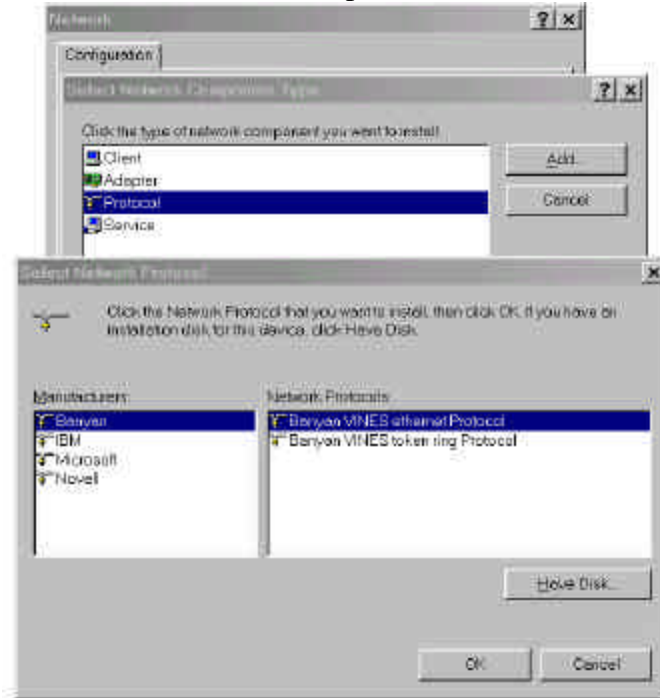 Network
Configuration
Select Network Component Type
Click the type of network component you want to install:
Client
Add...
Adapter
Protocol
Cancel
Service
Select Network Protocol
Click the Network Protocol that you want to install, then click OK. If you have an
installation disk for this device, click Have Disk.
Manufacturers:
Network Protocols:
Banyan
IBM
Microsoft
Novell
Banyan VINES ethernet Protocol
Banyan VINES token ring Protocol
Have Disk...
OK
Cancel